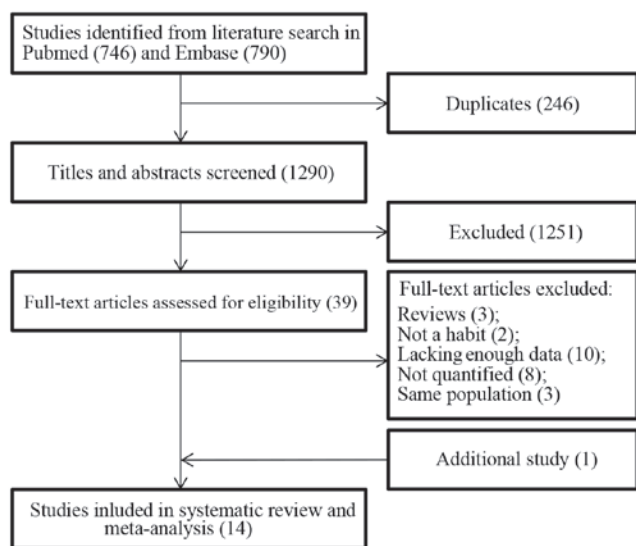 Studies identified from literature search in
Pubmed (746) and Embase (790)
Duplicates (246)
Titles and abstracts screened (1290)
Excluded (1251)
Full-text articles assessed for eligibility (39)
Full-text articles excluded:
Reviews (3);
Not a habit (2);
Lacking enough data (10);
Not quantified (8);
Same population (3)
Additional study (1)
Studies inluded in systematic review and
meta-analysis (14)